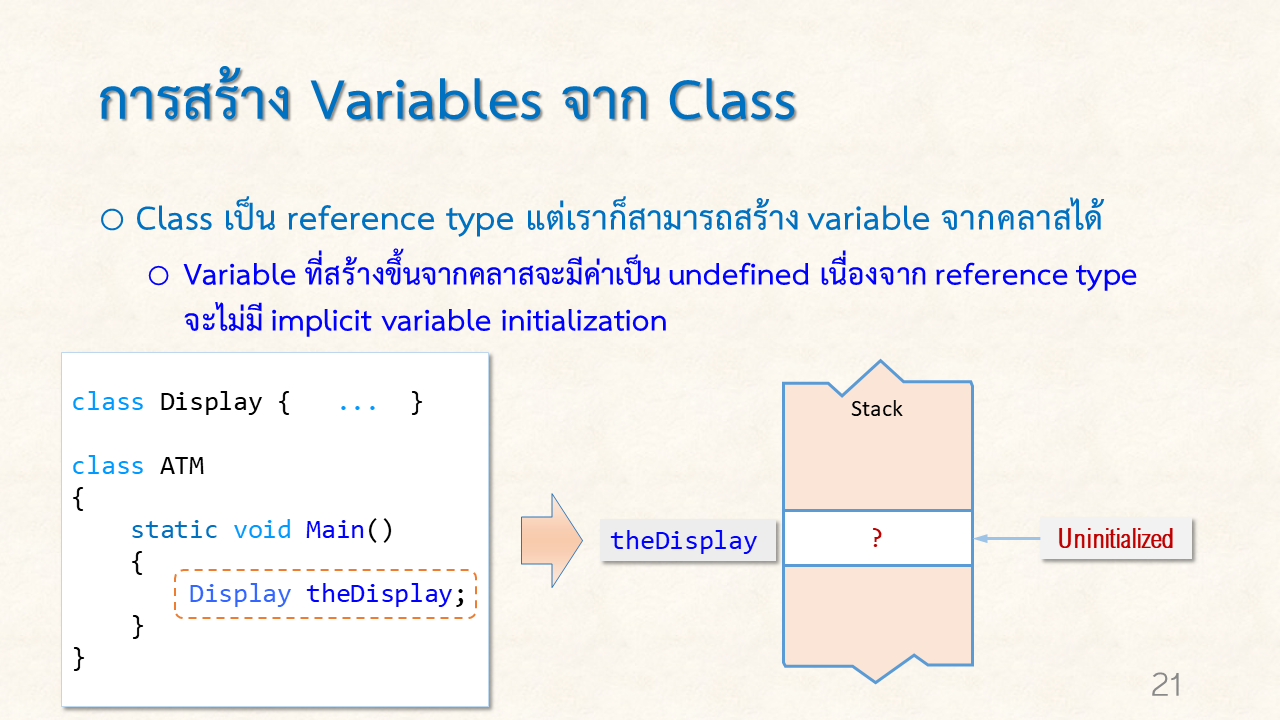 การสร้าง Variables จาก Class
Class เป็น reference type แต่เราก็สามารถสร้าง variable จากคลาสได้
Variable ที่สร้างขึ้นจากคลาสจะมีค่าเป็น undefined เนื่องจาก reference type
จะไม่มี implicit variable initialization
class Display { ... }
class ATM
{
static void Main()
{
Display theDisplay;
}
}
Stack
theDisplay
?
Uninitialized
21